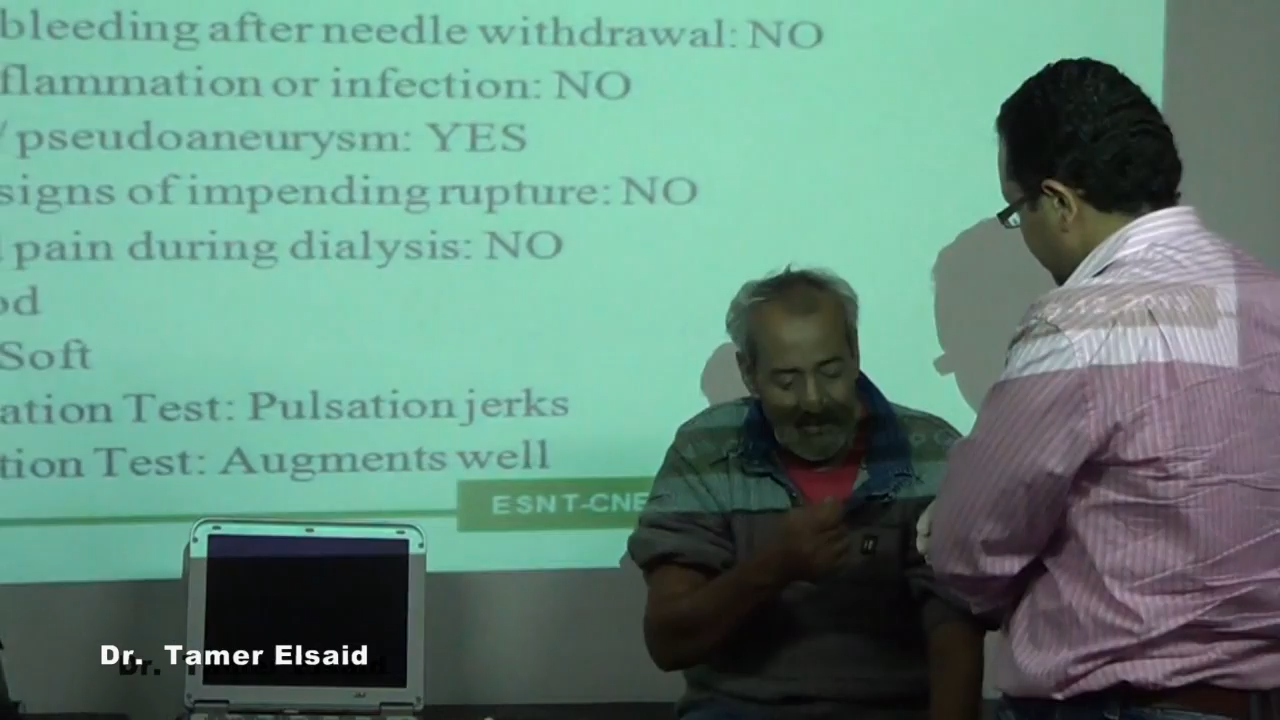 bleeding after needle withdrawal: NO
flammation or infection: NO
/ pseudoaneurysm: YES
signs of impending rupture: NO
pain during dialysis: NO
od
Soft
ation Test: Pulsation jerks
tion Test: Augments well
ESNT-CNE
Dr. Tamer Elsaid